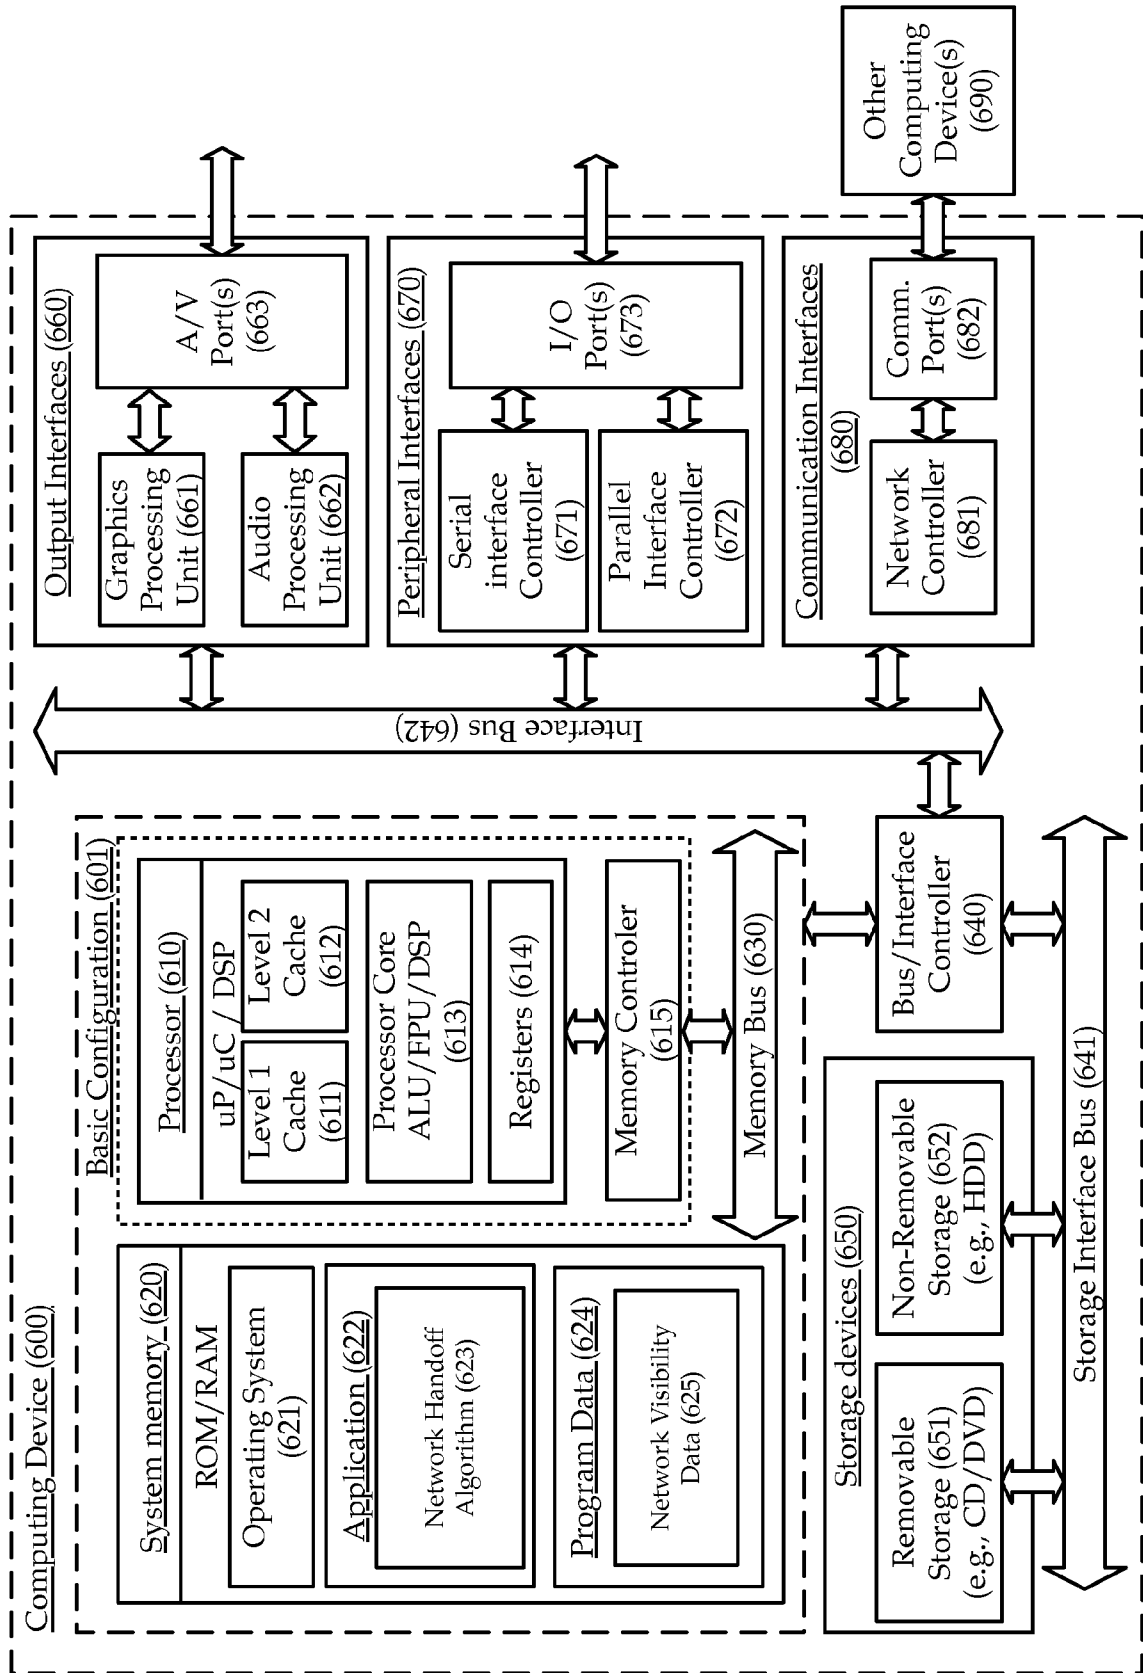 Computing Device (600)
Basic Configuration (601)
System memory (620)
ROM/RAM
Operating System
(621)
Application (622)
Network Handoff
Algorithm (623)
Program Data (624)
Network Visibility
Data (625)
Processor (610)
uP/uC / DSP
Level 1
Cache
(611)
Level 2
Cache
(612)
Processor Core
ALU/FPU/DSP
(613)
Registers (614)
Memory Controler
(615)
Memory Bus (630)
Bus/Interface
Controller
(640)
Storage devices (650)
Removable
Storage (651)
(e.g., CD/DVD)
Non-Removable
Storage (652)
(e.g., HDD)
Storage Interface Bus (641)
Interface Bus (642)
Output Interfaces (660)
Graphics
Processing
Unit (661)
Audio
Processing
Unit (662)
A/V
Port(s)
(663)
Peripheral Interfaces (670)
Serial
interface
Controller
(671)
Parallel
Interface
Controller
(672)
I/O
Port(s)
(673)
Communication Interfaces
(680)
Network
Controller
(681)
Comm.
Port(s)
(682)
Other
Computing
Device(s)
(690)